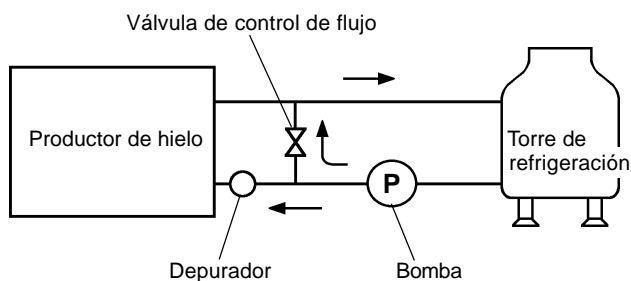 Válvula de control de flujo
Productor de hielo
Torre de
refrigeración
P
Depurador
Bomba